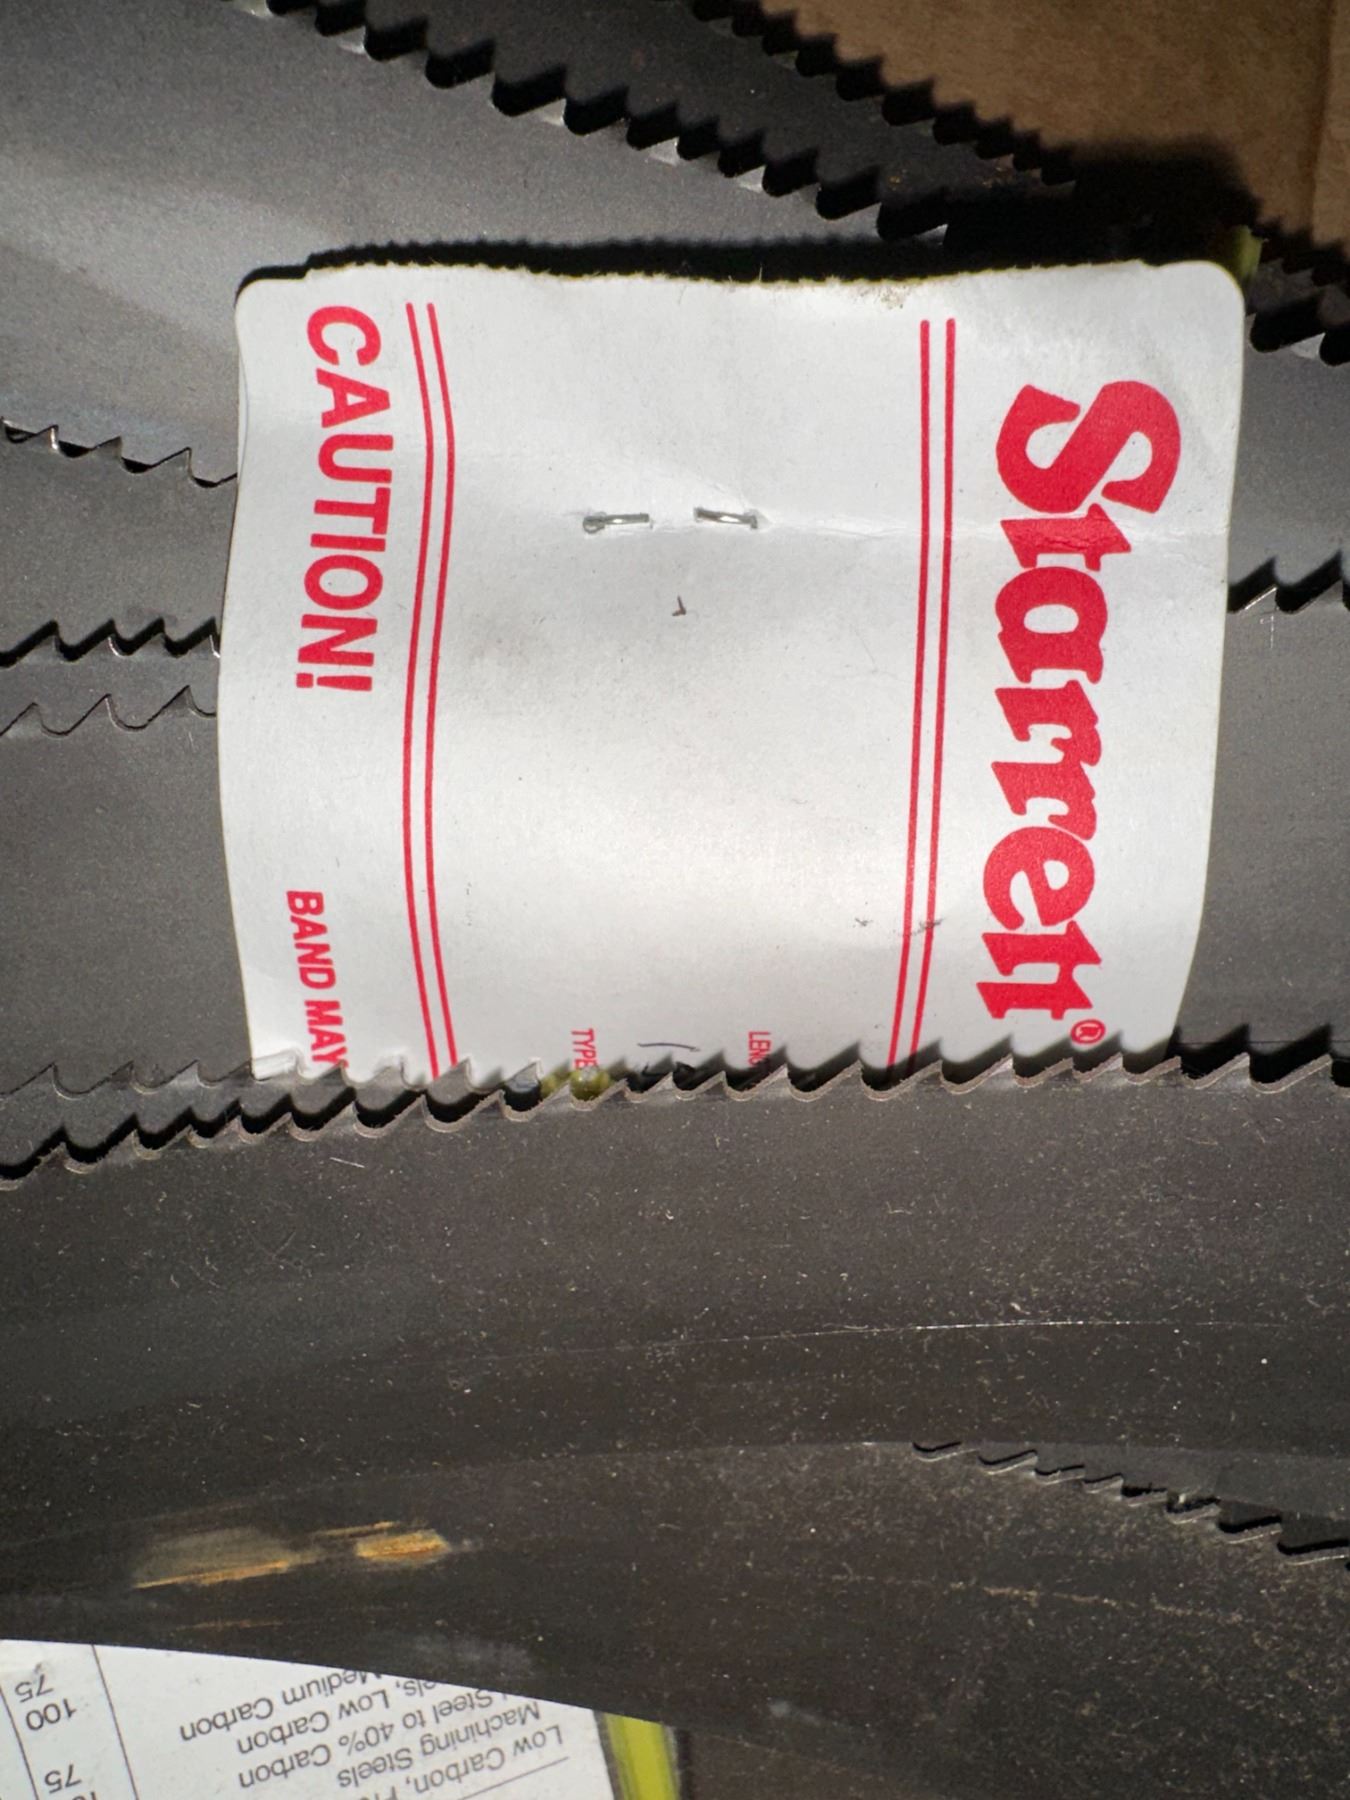 Starrett®
LEN
TYPE
CAUTION!
BAND MAY
Low Carbon,
Machining Steels
Steel to 40% Carbon
Low Carbon
Medium Carbon
75
100
75